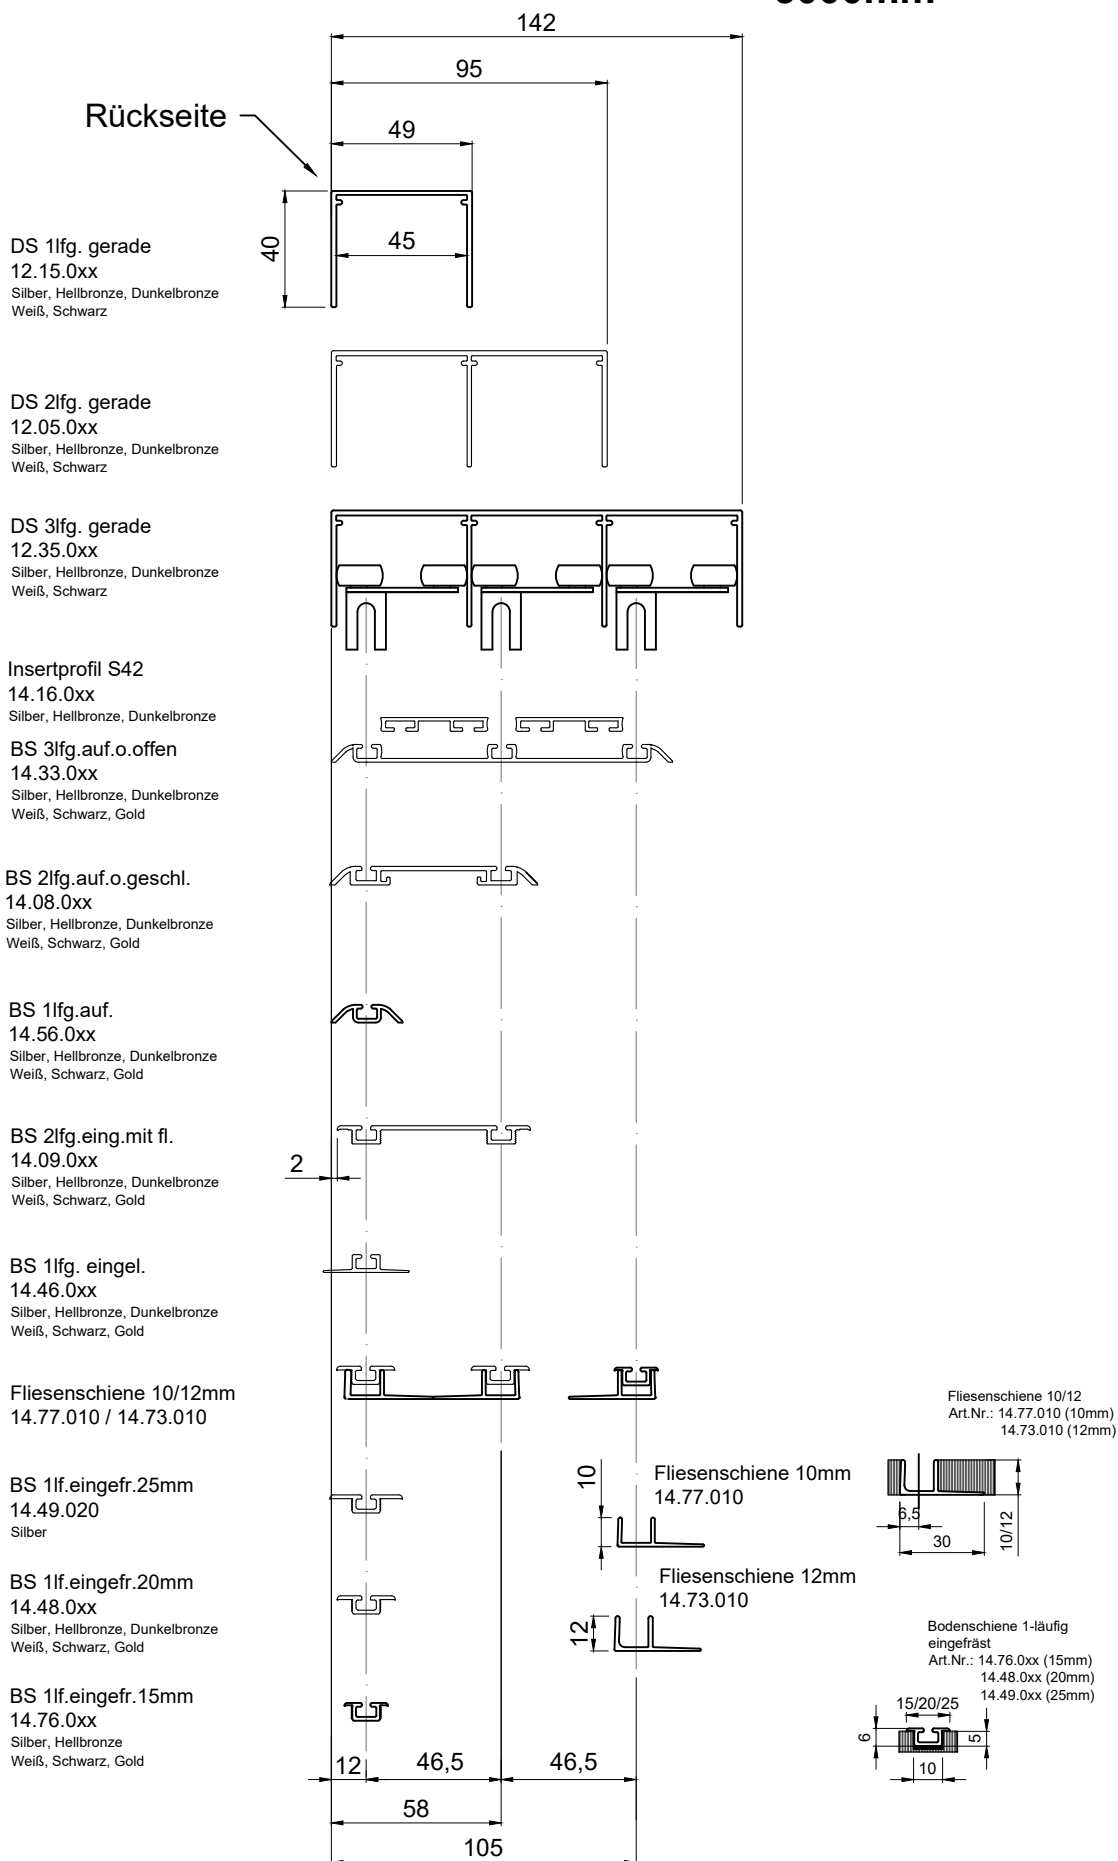 142
95
Rückseite
49
40
45
DS 1lfg. gerade
12.15.0xx
Silber, Hellbronze, Dunkelbronze
Weiß, Schwarz
DS 2lfg. gerade
12.05.0xx
Silber, Hellbronze, Dunkelbronze
Weiß, Schwarz
DS 3lfg. gerade
12.35.0xx
Silber, Hellbronze, Dunkelbronze
Weiß, Schwarz
Insertprofil S42
14.16.0xx
Silber, Hellbronze, Dunkelbronze
BS 3lfg.auf.o.offen
14.33.0xx
Silber, Hellbronze, Dunkelbronze
Weiß, Schwarz, Gold
BS 2lfg.auf.o.geschl.
14.08.0xx
Silber, Hellbronze, Dunkelbronze
Weiß, Schwarz, Gold
BS 1lfg.auf.
14.56.0xx
Silber, Hellbronze, Dunkelbronze
Weiß, Schwarz, Gold
BS 2lfg.eing.mit fl.
14.09.0xx
Silber, Hellbronze, Dunkelbronze
Weiß, Schwarz, Gold
2
BS 1lfg. eingel.
14.46.0xx
Silber, Hellbronze, Dunkelbronze
Weiß, Schwarz, Gold
Fliesenschiene 10/12mm
14.77.010 / 14.73.010
Fliesenschiene 10/12
Art.Nr.: 14.77.010 (10mm)
14.73.010 (12mm)
6,5
30
10/12
BS 1lf.eingefr.25mm
14.49.020
Silber
10
Fliesenschiene 10mm
14.77.010
BS 1lf.eingefr.20mm
14.48.0xx
Silber, Hellbronze, Dunkelbronze
Weiß, Schwarz, Gold
12
Fliesenschiene 12mm
14.73.010
Bodenschiene 1-läufig
eingefräst
Art.Nr.: 14.76.0xx (15mm)
14.48.0xx (20mm)
14.49.0xx (25mm)
15/20/25
6
5
10
BS 1lf.eingefr.15mm
14.76.0xx
Silber, Hellbronze
Weiß, Schwarz, Gold
12
46,5
46,5
58
105